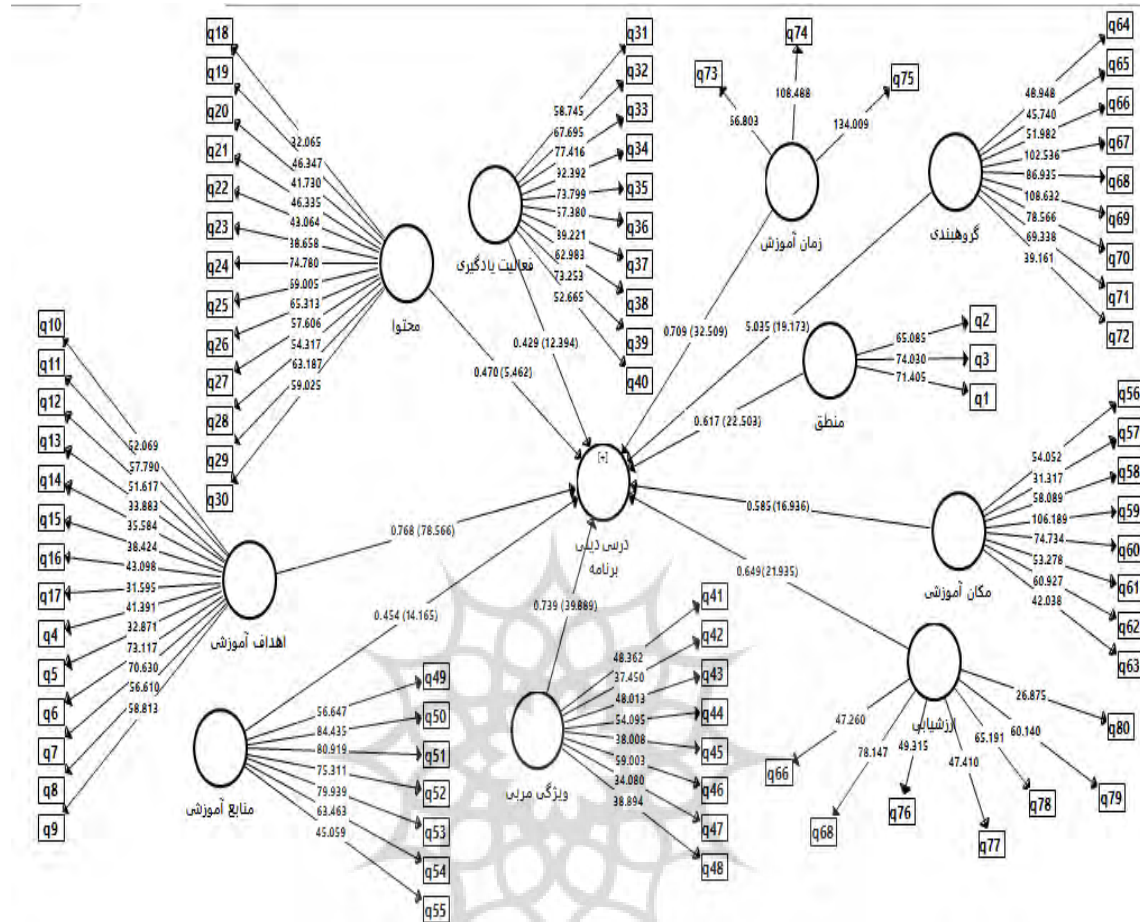 q18
q19
q20
q21
q22
q23
q24
q25
q26
q27
q28
q29
q30
32.065
46.347
41.730
46.335
43.064
38.658
74.780
69.005
65.313
57.606
54.317
63.187
59.025
محتوا
0.470 (5.462)
q31
q32
q33
q34
q35
q36
q37
q38
q39
q40
58.745
67.695
77.416
92.392
73.799
57.380
39.221
62.983
73.253
52.665
فعالیت یادگیری
0.429 (12.394)
q73
q74
q75
66.803
108.488
134.009
زمان آموزش
0.709 (32.509)
q64
q65
q66
q67
q68
q69
q70
q71
q72
48.948
45.740
51.982
102.536
86.935
108.632
78.566
69.338
39.161
گروهبندی
5.035 (19.173)
q2
q3
q1
65.085
74.030
71.405
منطق
0.617 (22.503)
[+]
درسی دینی
برنامه
q10
q11
q12
q13
q14
q15
q16
q17
q4
q5
q6
q7
q8
q9
52.069
57.790
51.617
33.883
35.584
38.424
43.098
31.595
41.391
32.871
73.117
70.630
56.610
58.813
اهداف آموزشی
0.768 (78.566)
q56
q57
q58
q59
q60
q61
q62
q63
54.052
31.317
58.089
106.189
74.734
53.278
60.927
42.038
مکان آموزشی
0.585 (16.936)
q49
q50
q51
q52
q53
q54
q55
56.647
84.435
80.919
75.311
79.939
63.463
45.059
منابع آموزشی
0.454 (14.165)
q41
q42
q43
q44
q45
q46
q47
q48
48.362
37.450
48.013
54.095
38.008
59.003
34.080
38.894
ویژگی مربی
0.739 (39.889)
q66
q68
q76
q77
q78
q79
q80
47.260
78.147
49.315
47.410
65.191
60.140
26.875
ارزشیابی
0.649 (21.935)